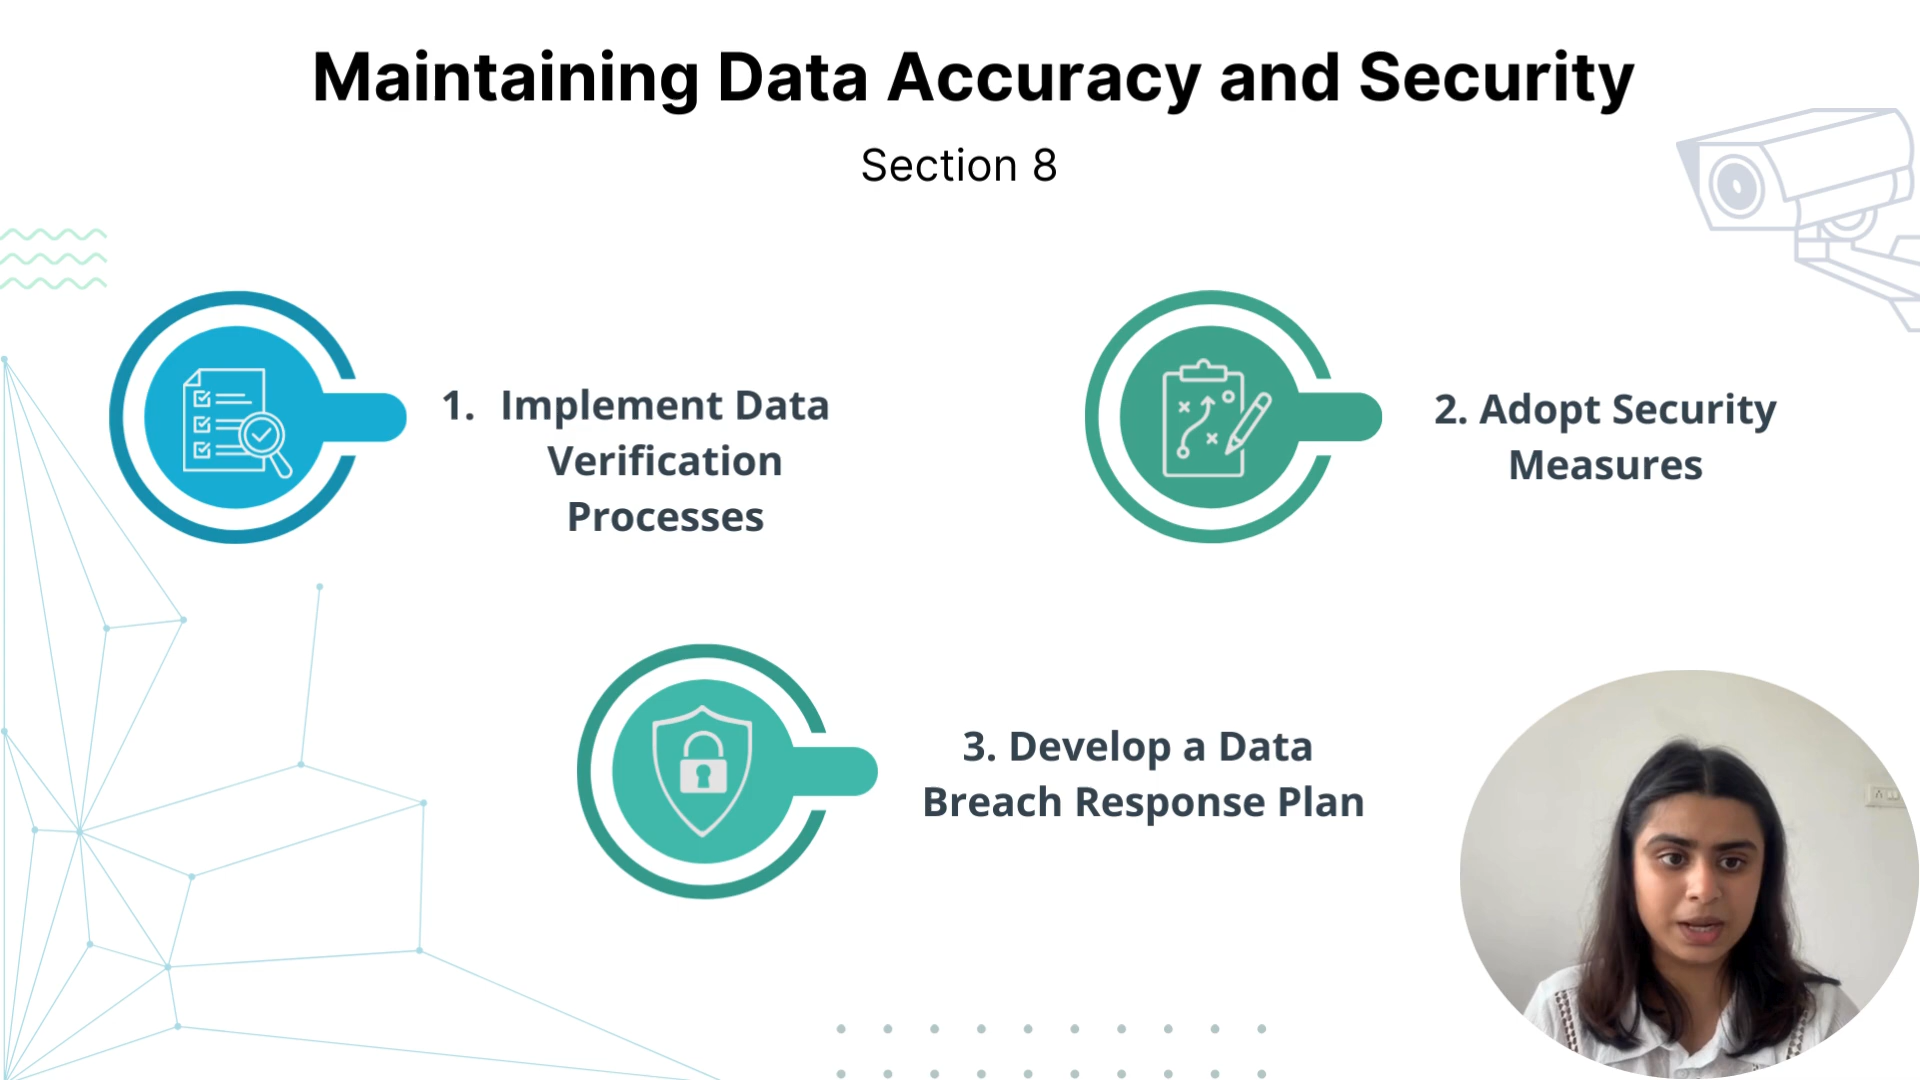 Maintaining Data Accuracy and Security
Section 8
1. Implement Data
Verification
Processes
2. Adopt Security
Measures
3. Develop a Data
Breach Response Plan